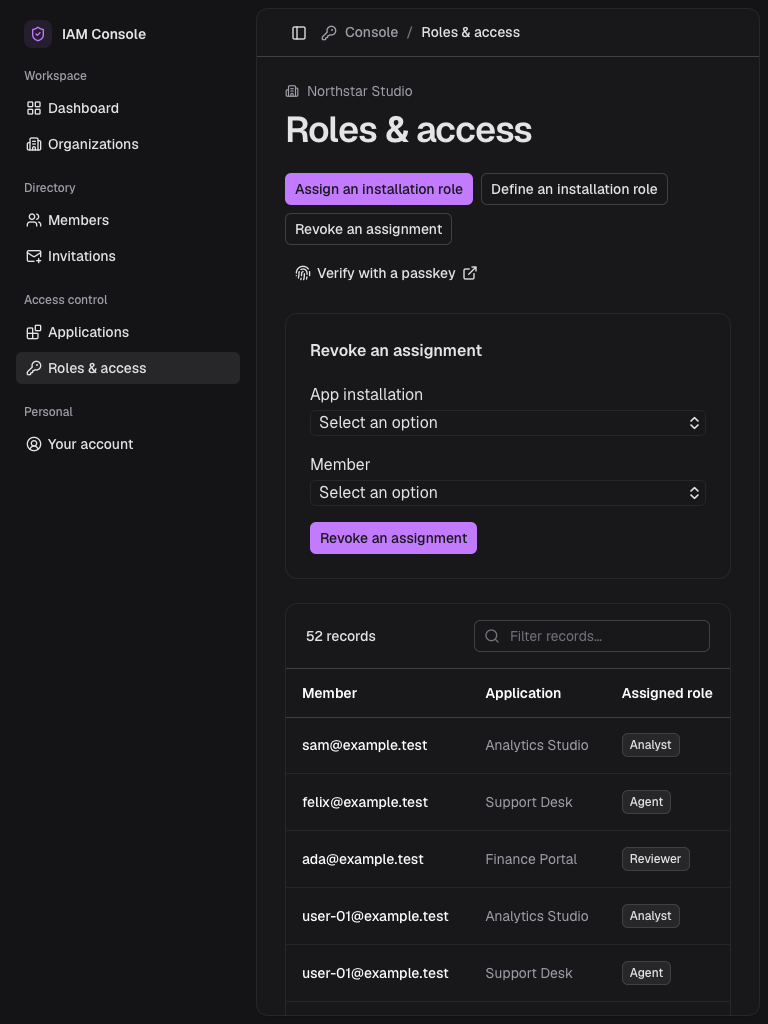 IAM Console
Workspace
Dashboard
Organizations
Directory
Members
Invitations
Access control
Applications
Roles & access
Personal
Your account
Console / Roles & access
Northstar Studio
Roles & access
Assign an installation role
Define an installation role
Revoke an assignment
Verify with a passkey
Revoke an assignment
App installation
Select an option
Member
Select an option
Revoke an assignment
52 records
Filter records...
Member Application Assigned role
sam@example.test Analytics Studio Analyst
felix@example.test Support Desk Agent
ada@example.test Finance Portal Reviewer
user-01@example.test Analytics Studio Analyst
user-01@example.test Support Desk Agent